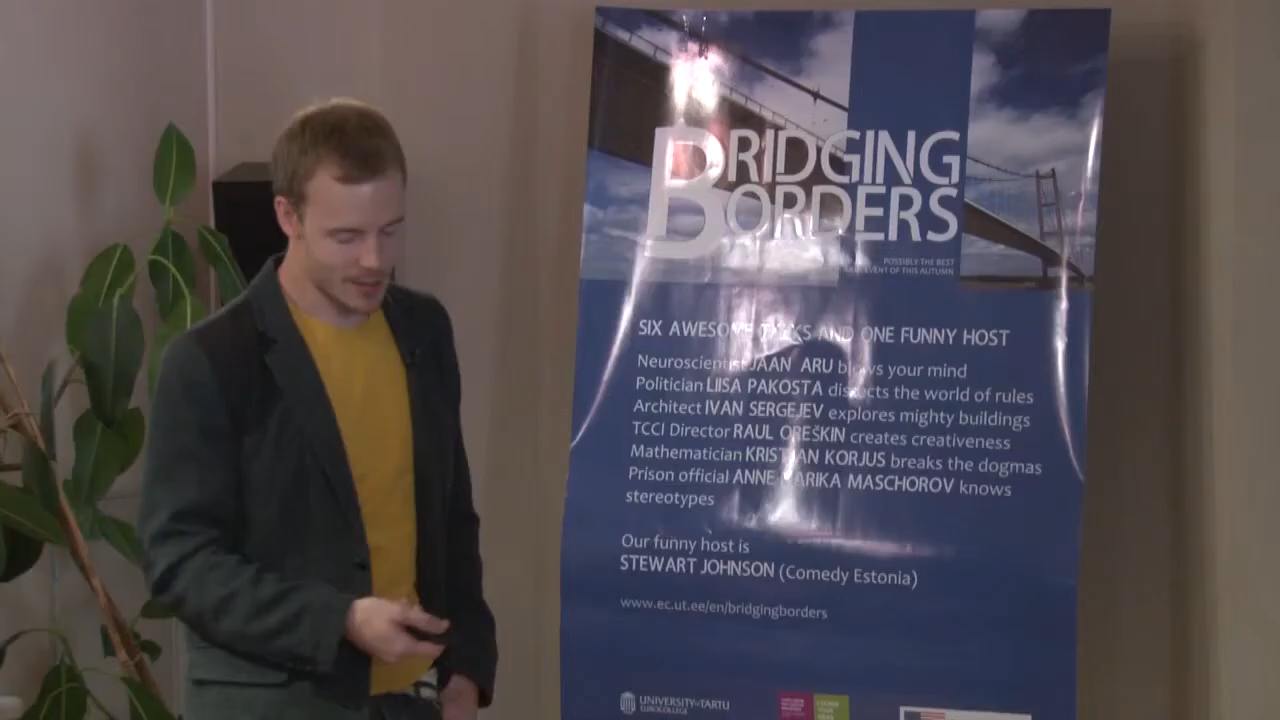 BRIDGING
BORDERS
POSSIBLY THE BEST
EVENT OF THIS AUTUMN
SIX AWESOME TALKS AND ONE FUNNY HOST
Neuroscientist JAAN ARU blows your mind
Politician LIISA PAKOSTA dissects the world of rules
Architect IVAN SERGEJEV explores mighty buildings
TCCI Director RAUL OREŠKIN creates creativeness
Mathematician KRISTJAN KORJUS breaks the dogmas
Prison official ANNE MARIKA MASCHOROV knows
stereotypes
Our funny host is
STEWART JOHNSON (Comedy Estonia)
www.ec.ut.ee/en/bridgingborders
UNIVERSITY OF TARTU
EUROCOLLEGE